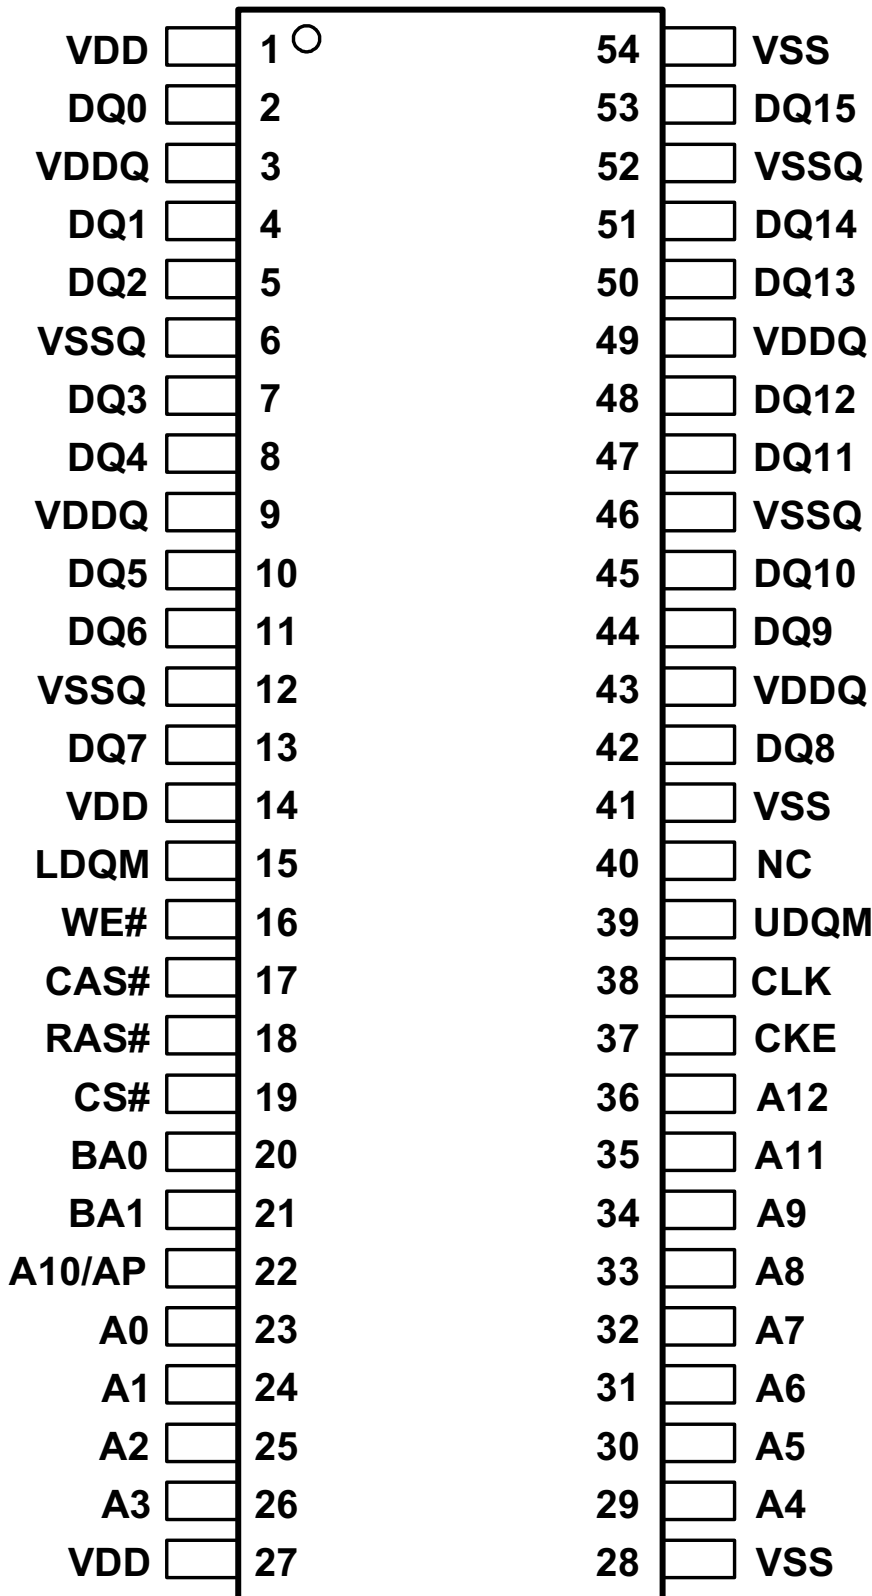 VDD 1 54 VSS
DQ0 2 53 DQ15
VDDQ 3 52 VSSQ
DQ1 4 51 DQ14
DQ2 5 50 DQ13
VSSQ 6 49 VDDQ
DQ3 7 48 DQ12
DQ4 8 47 DQ11
VDDQ 9 46 VSSQ
DQ5 10 45 DQ10
DQ6 11 44 DQ9
VSSQ 12 43 VDDQ
DQ7 13 42 DQ8
VDD 14 41 VSS
LDQM 15 40 NC
WE# 16 39 UDQM
CAS# 17 38 CLK
RAS# 18 37 CKE
CS# 19 36 A12
BA0 20 35 A11
BA1 21 34 A9
A10/AP 22 33 A8
A0 23 32 A7
A1 24 31 A6
A2 25 30 A5
A3 26 29 A4
VDD 27 28 VSS